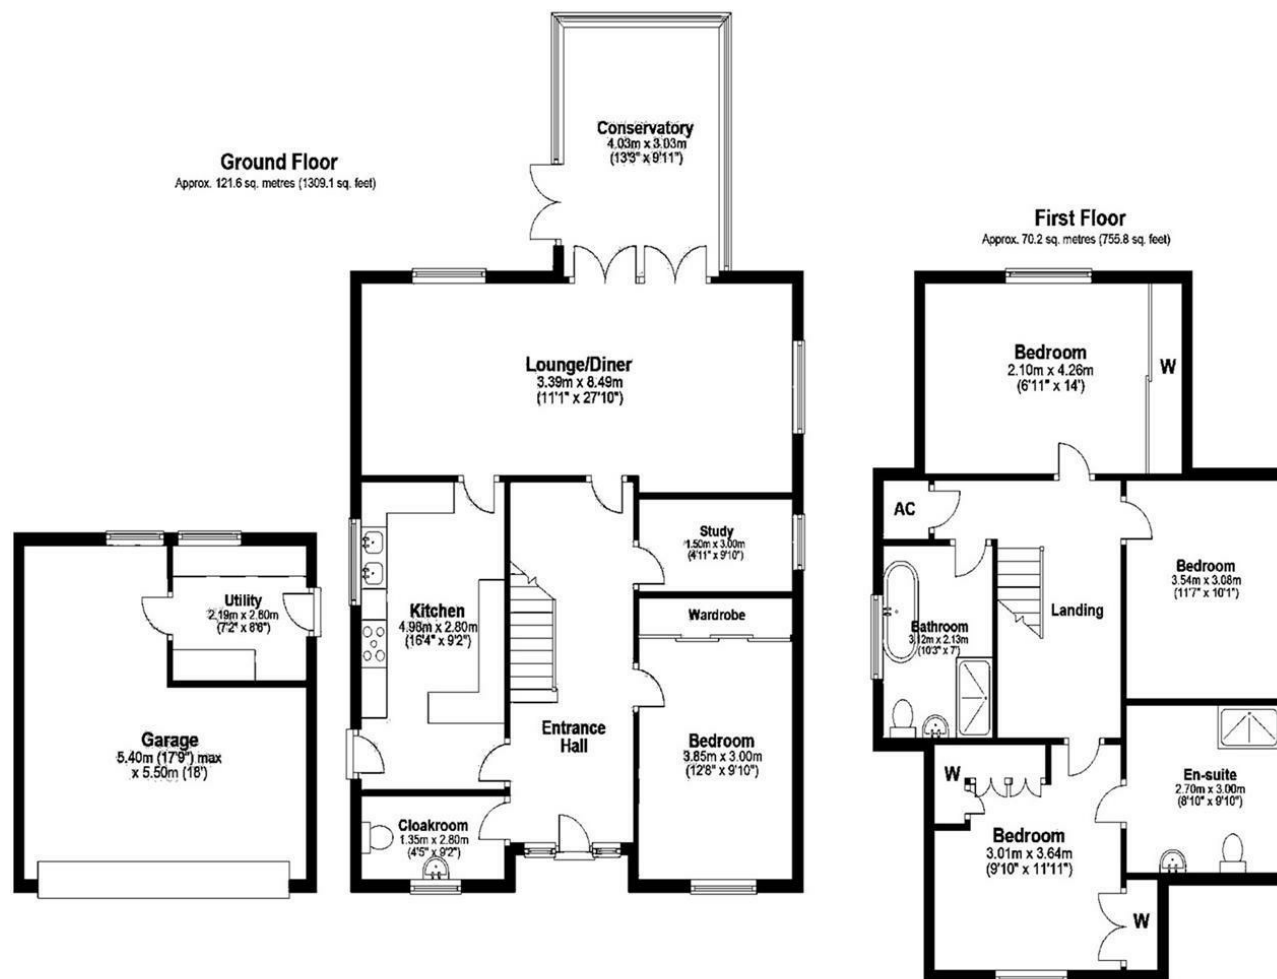 Ground Floor
Approx. 121.6 sq. metres (1309.1 sq. feet)
Conservatory
4.03m x 3.03m
(13'3" x 9'11")
Lounge/Diner
3.39m x 8.49m
(11'1" x 27'10")
Study
1.50m x 3.00m
(4'11" x 9'10")
Wardrobe
Kitchen
4.98m x 2.80m
(16'4" x 9'2")
Utility
2.19m x 2.60m
(7'2" x 8'6")
Garage
5.40m (17'9") max
x 5.50m (18')
Entrance
Hall
Bedroom
3.85m x 3.00m
(12'8" x 9'10")
Cloakroom
1.35m x 2.80m
(4'5" x 9'2")
First Floor
Approx. 70.2 sq. metres (755.8 sq. feet)
Bedroom
2.10m x 4.26m
(6'11" x 14')
W
AC
Bedroom
3.54m x 3.08m
(11'7" x 10'1")
Landing
Bathroom
3.12m x 2.13m
(10'3" x 7')
W
En-suite
2.70m x 3.00m
(8'10" x 9'10")
Bedroom
3.01m x 3.64m
(9'10" x 11'11")
W